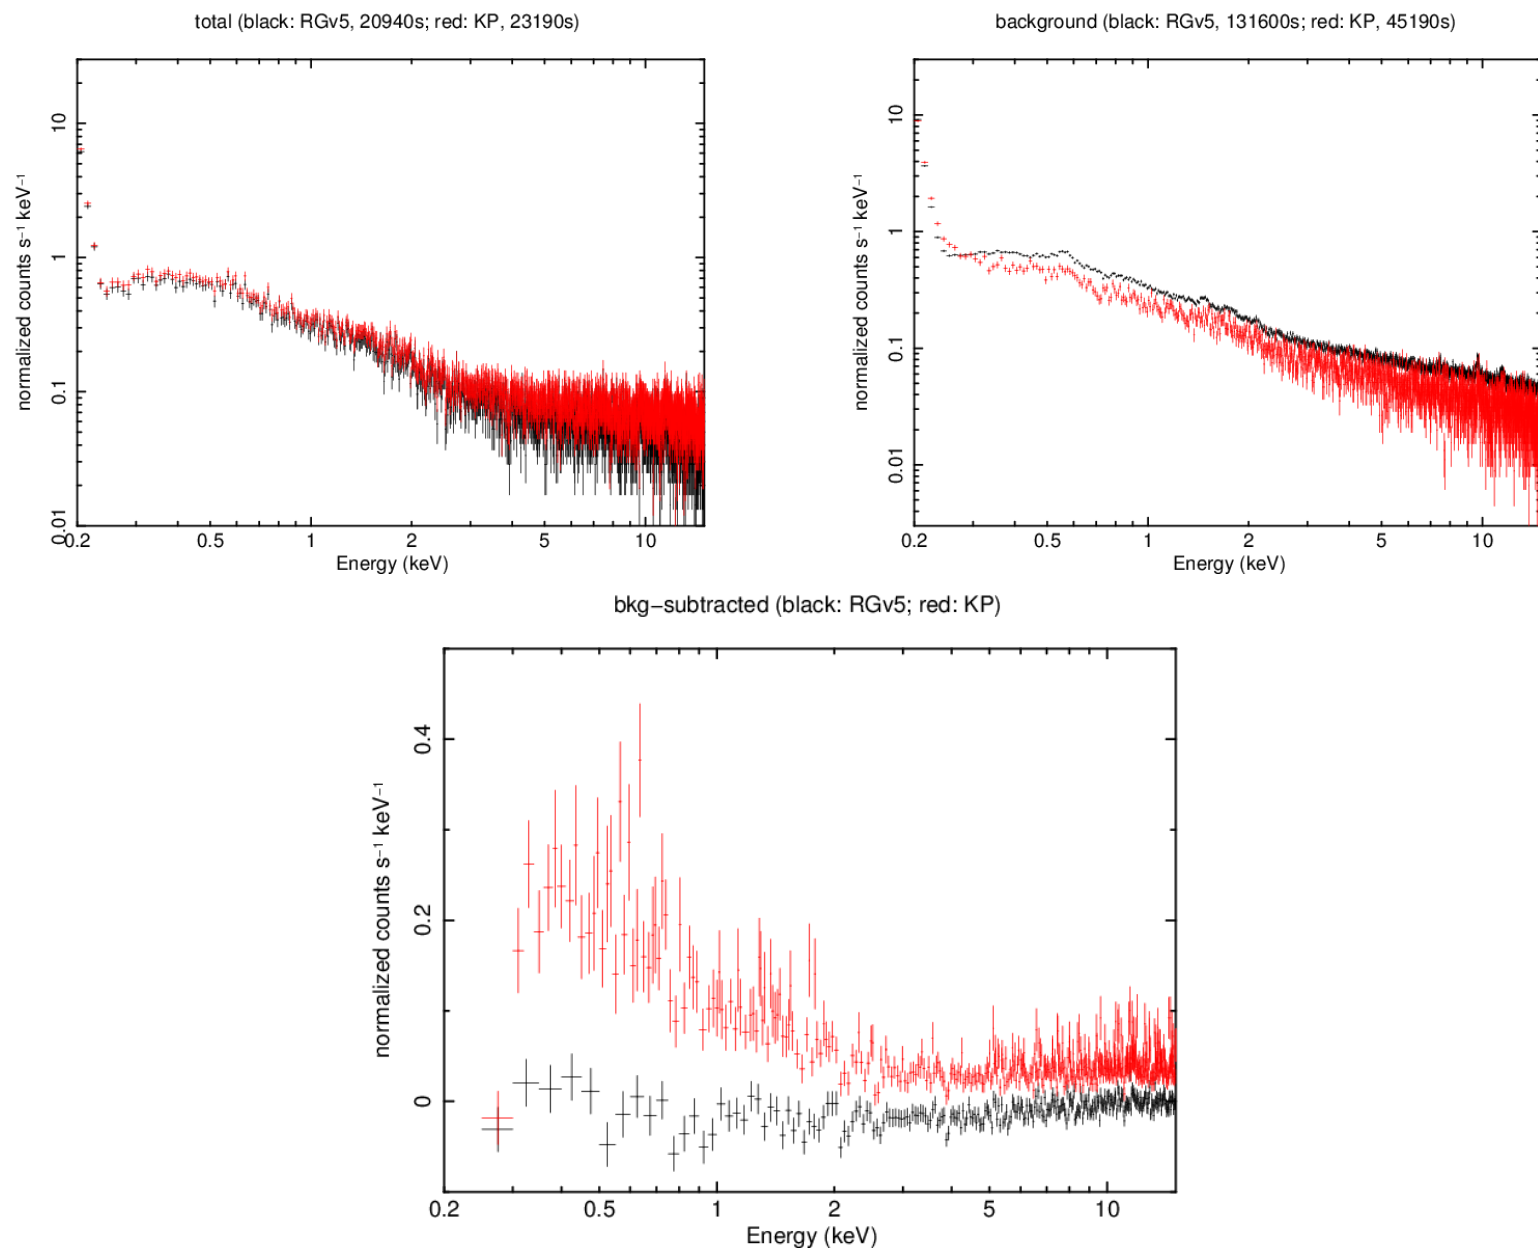 total (black: RGv5, 20940s; red: KP, 23190s)
normalized counts s⁻¹ keV⁻¹
10
1
0.1
0.01
0.2 0.5 1 2 5 10
Energy (keV)
background (black: RGv5, 131600s; red: KP, 45190s)
normalized counts s⁻¹ keV⁻¹
10
1
0.1
0.01
0.2 0.5 1 2 5 10
Energy (keV)
bkg−subtracted (black: RGv5; red: KP)
normalized counts s⁻¹ keV⁻¹
0.4
0.2
0
0.2 0.5 1 2 5 10
Energy (keV)